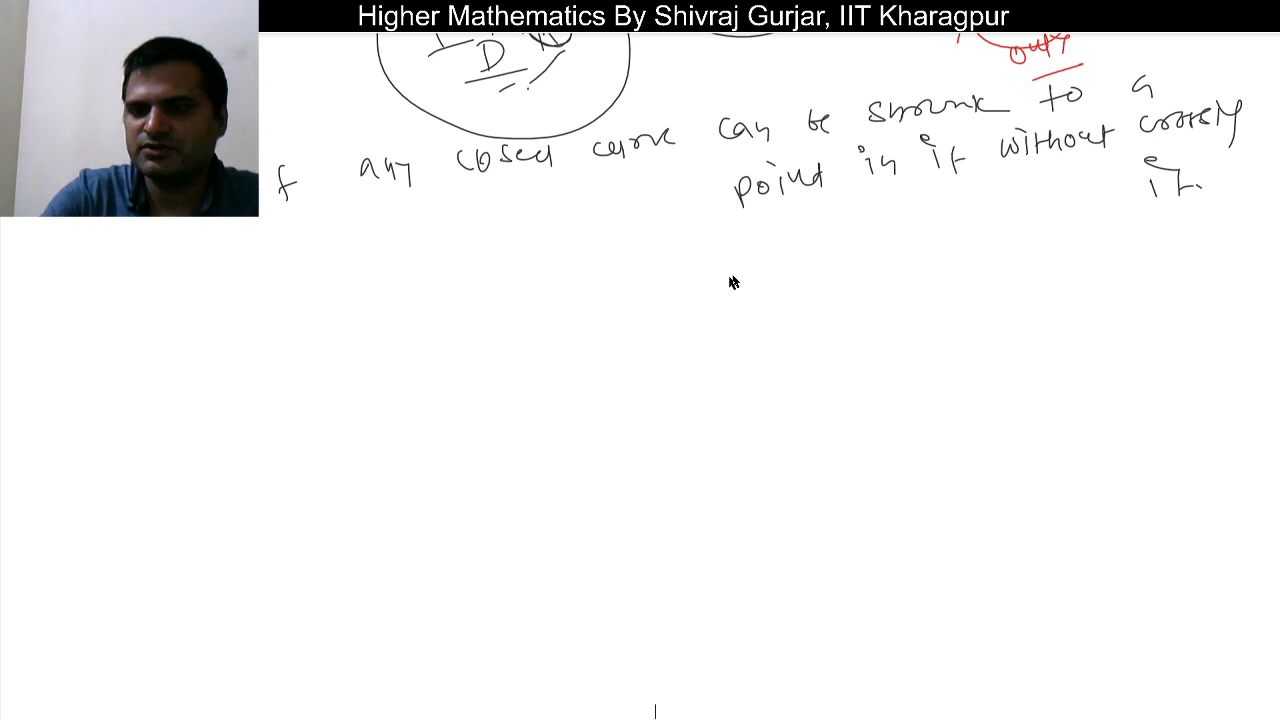 Higher Mathematics By Shivraj Gurjar, IIT Kharagpur
D
only
f any closed curve can be shrunk to a
point in it without crossing
it.